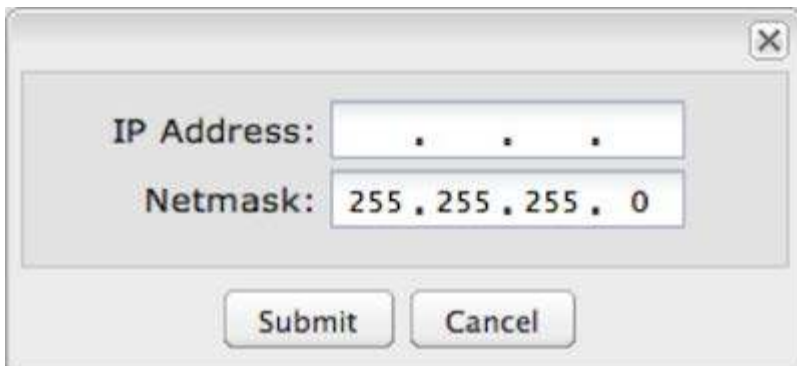 IP Address: . . .
Netmask: 255 . 255 . 255 . 0
Submit Cancel